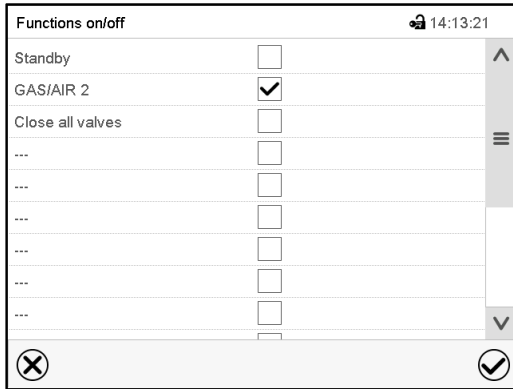 Functions on/off 14:13:21
Standby
GAS/AIR 2
Close all valves
---
---
---
---
---
---